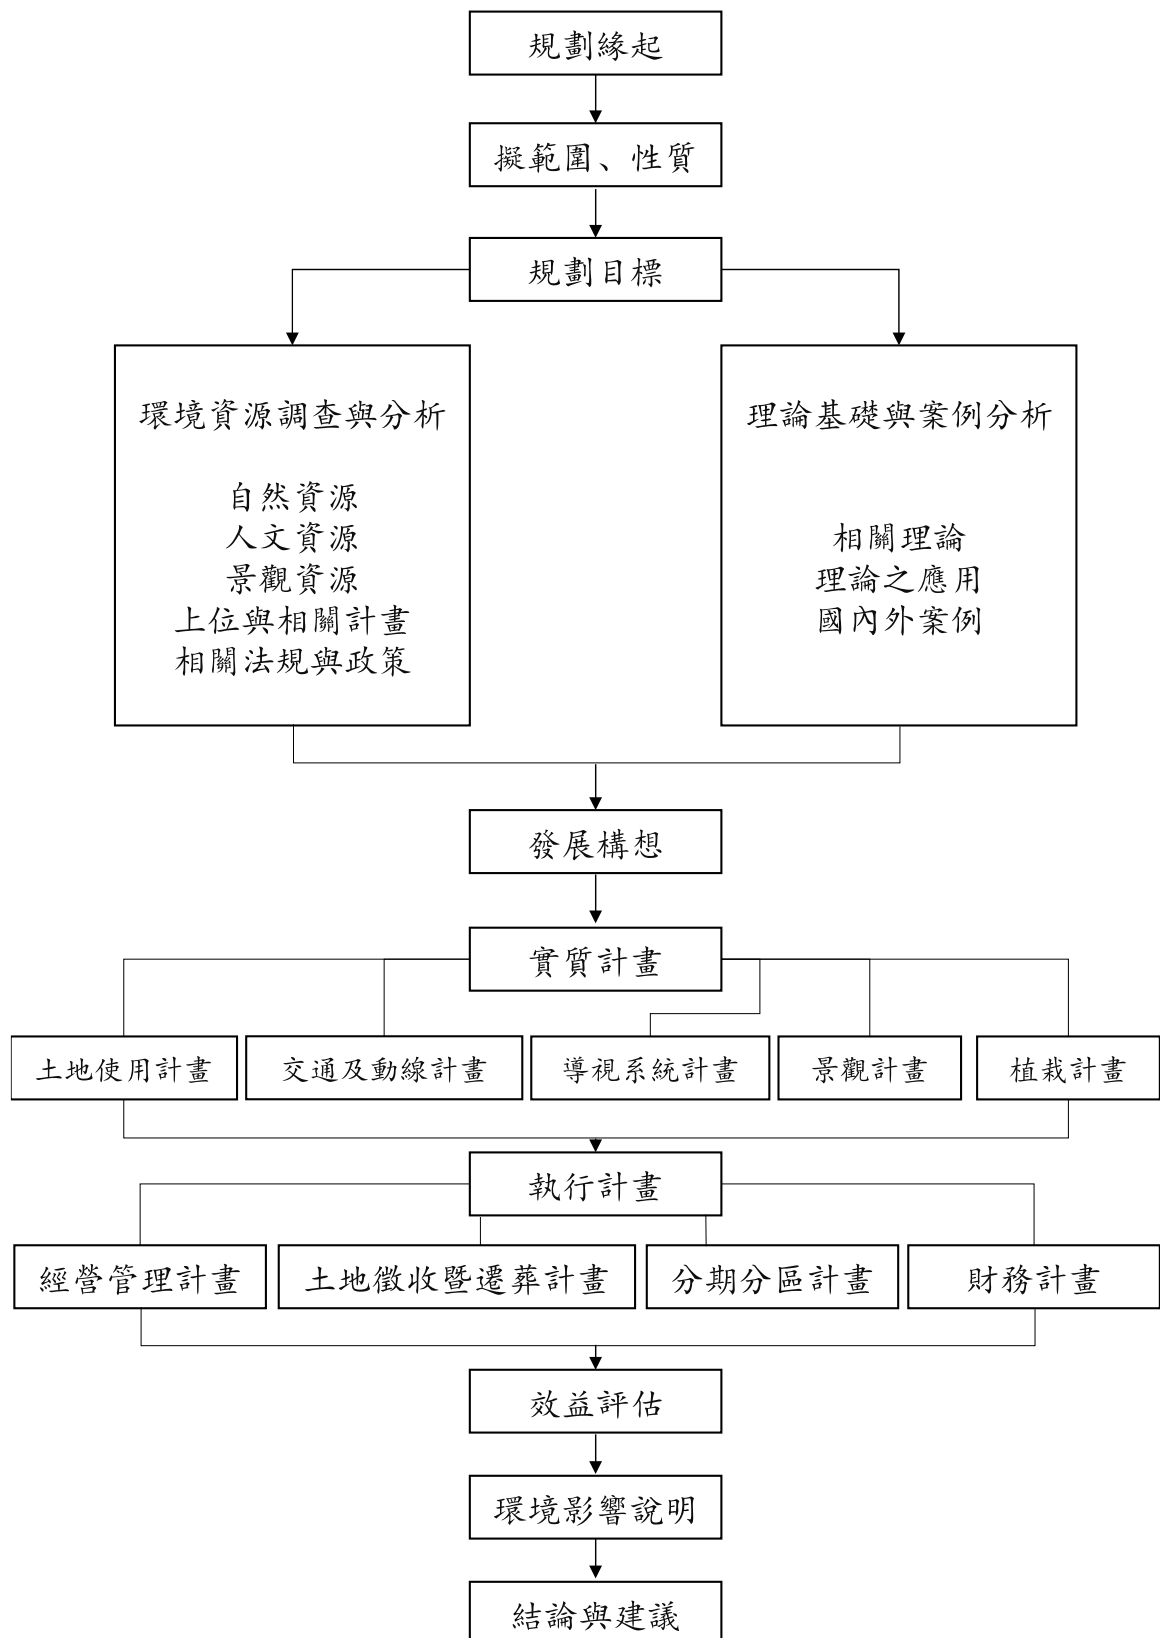 規劃緣起
擬範圍、性質
規劃目標
環境資源調查與分析
自然資源
人文資源
景觀資源
上位與相關計畫
相關法規與政策
理論基礎與案例分析
相關理論
理論之應用
國內外案例
發展構想
實質計畫
土地使用計畫
交通及動線計畫
導視系統計畫
景觀計畫
植栽計畫
執行計畫
經營管理計畫
土地徵收暨遷葬計畫
分期分區計畫
財務計畫
效益評估
環境影響說明
結論與建議